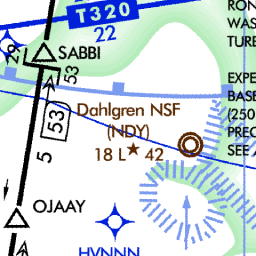 T320
22
RON
WAS
TURE
SABBI
29
53
EXPE
BASE
(250
PREC
SEE
Dahlgren NSF
(NDY)
18 L★ 42
53
5
OJAAY
HVNNN